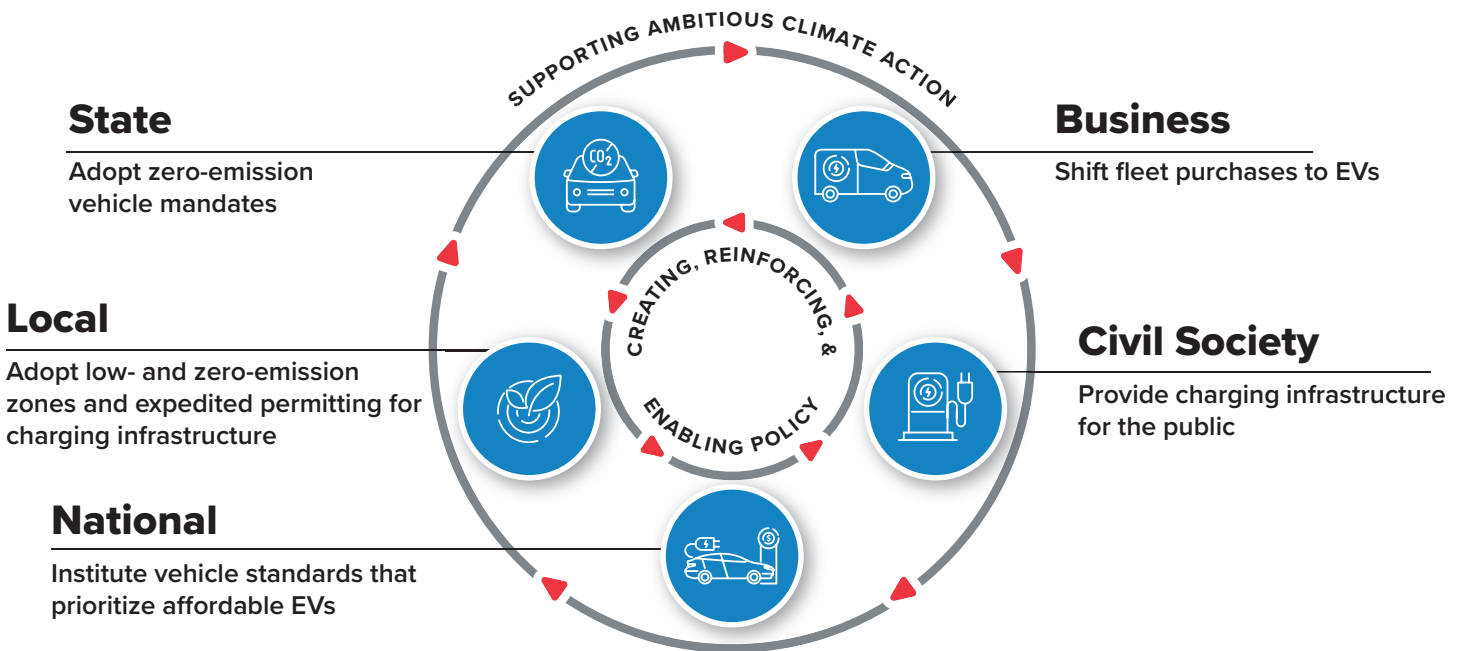 SUPPORTING AMBITIOUS CLIMATE ACTION
State
Adopt zero-emission
vehicle mandates
CO2
Business
Shift fleet purchases to EVs
CREATING, REINFORCING, &
ENABLING POLICY
Local
Adopt low- and zero-emission
zones and expedited permitting for
charging infrastructure
Civil Society
Provide charging infrastructure
for the public
National
Institute vehicle standards that
prioritize affordable EVs
$